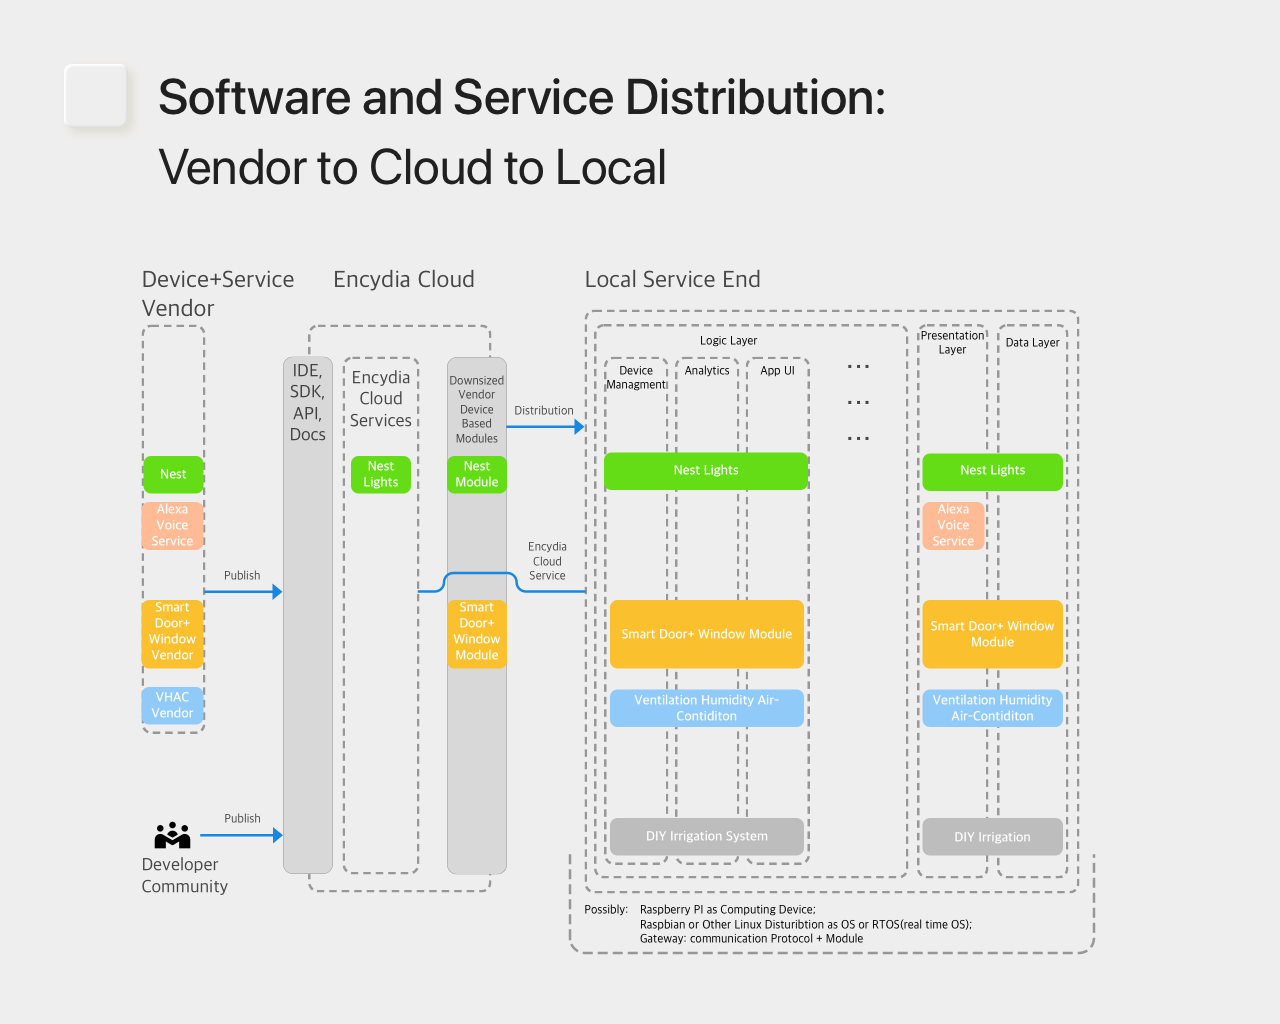 Software and Service Distribution:
Vendor to Cloud to Local
Device+Service
Vendor
Encydia Cloud
Local Service End
Nest
Alexa
Voice
Service
Publish
Smart
Door+
Window
Vendor
VHAC
Vendor
Publish
Developer
Community
IDE,
SDK,
API,
Docs
Encydia
Cloud
Services
Nest
Lights
Downsized
Vendor
Device
Based
Modules
Nest
Module
Smart
Door+
Window
Module
Distribution
Encydia
Cloud
Service
Logic Layer
Device
Managment
Analytics
App UI
...
...
...
Nest Lights
Smart Door+ Window Module
Ventilation Humidity Air-
Contiditon
DIY Irrigation System
Presentation
Layer
Data Layer
Nest Lights
Alexa
Voice
Service
Smart Door+ Window
Module
Ventilation Humidity
Air-Contiditon
DIY Irrigation
Possibly: Raspberry PI as Computing Device;
Raspbian or Other Linux Disturibtion as OS or RTOS(real time OS);
Gateway: communication Protocol + Module